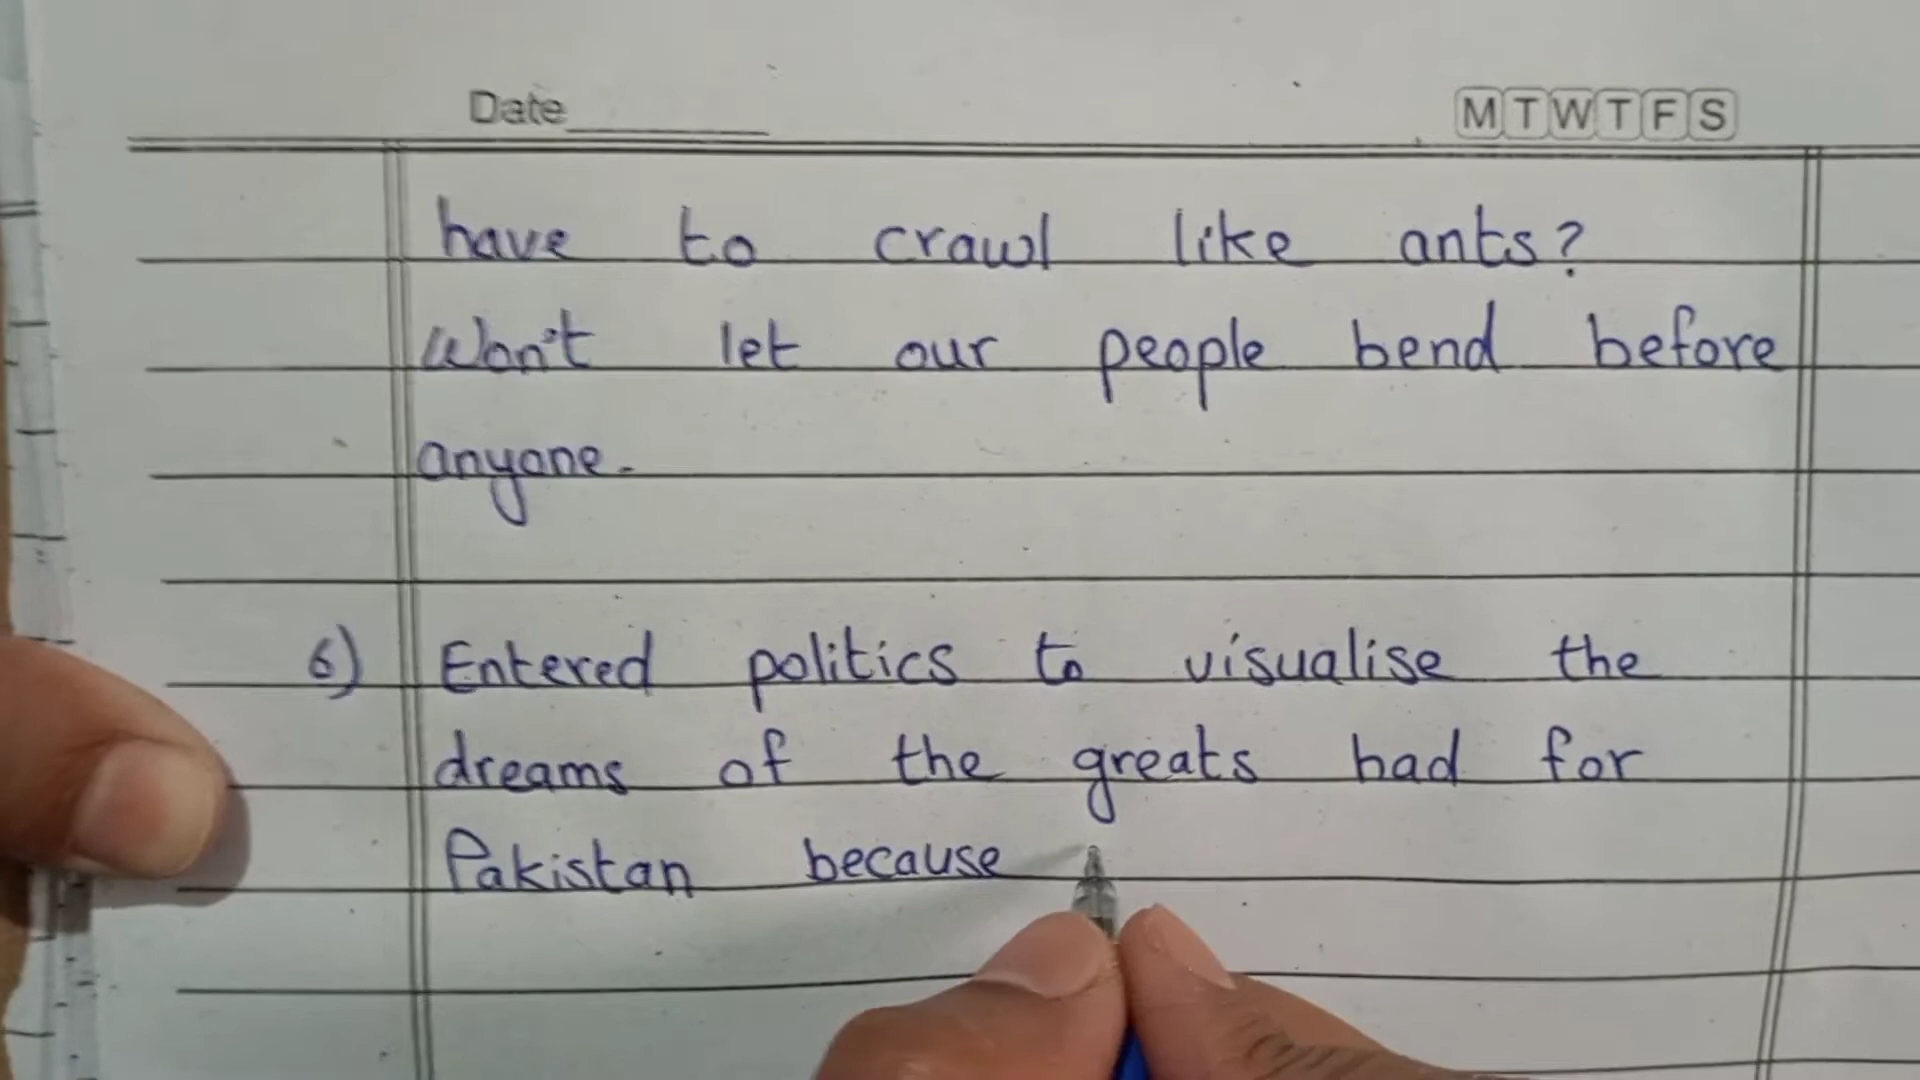 Date
M T W T F S
have to crawl like ants?
Won't let our people bend before
anyone.
6) Entered politics to visualise the
dreams of the greats had for
Pakistan because